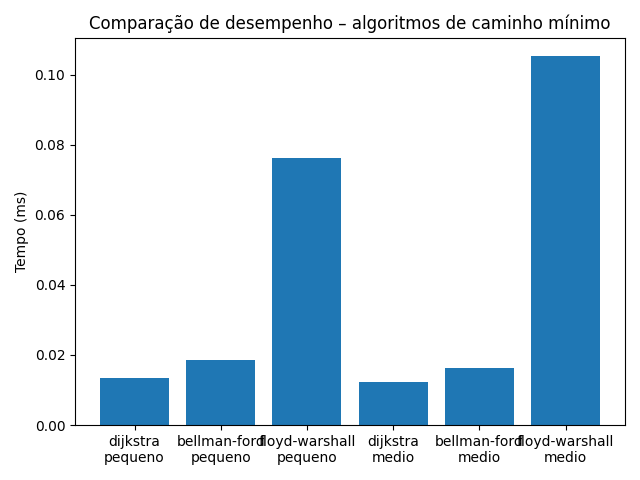 Comparação de desempenho – algoritmos de caminho mínimo
Tempo (ms)
0.10
0.08
0.06
0.04
0.02
0.00
dijkstra
pequeno
bellman-ford
pequeno
floyd-warshall
pequeno
dijkstra
medio
bellman-ford
medio
floyd-warshall
medio